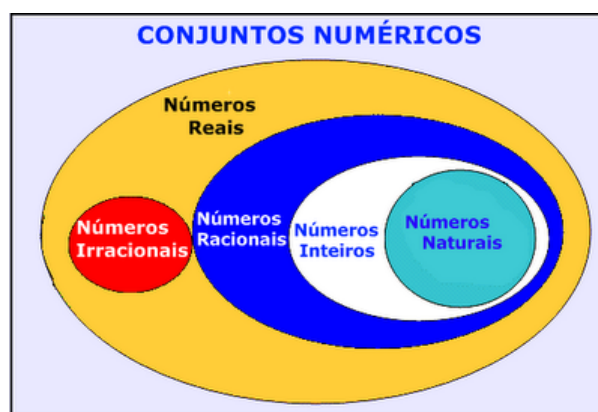 CONJUNTOS NUMÉRICOS
Números
Reais
Números
Irracionais
Números
Racionais
Números
Inteiros
Números
Naturais